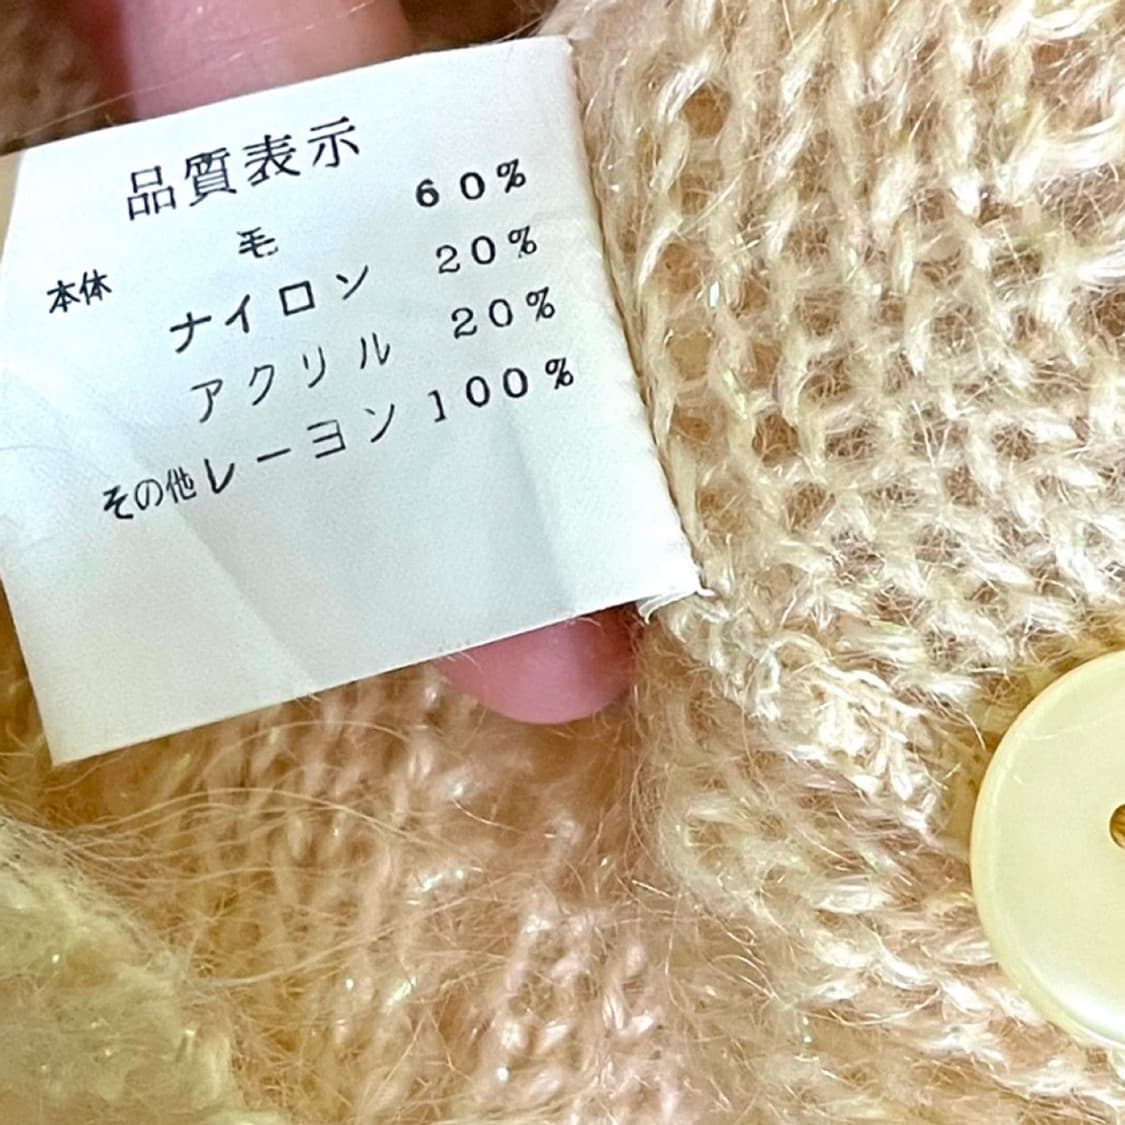 品質表示
毛 60%
本体 ナイロン 20%
アクリル 20%
その他 レーヨン 100%